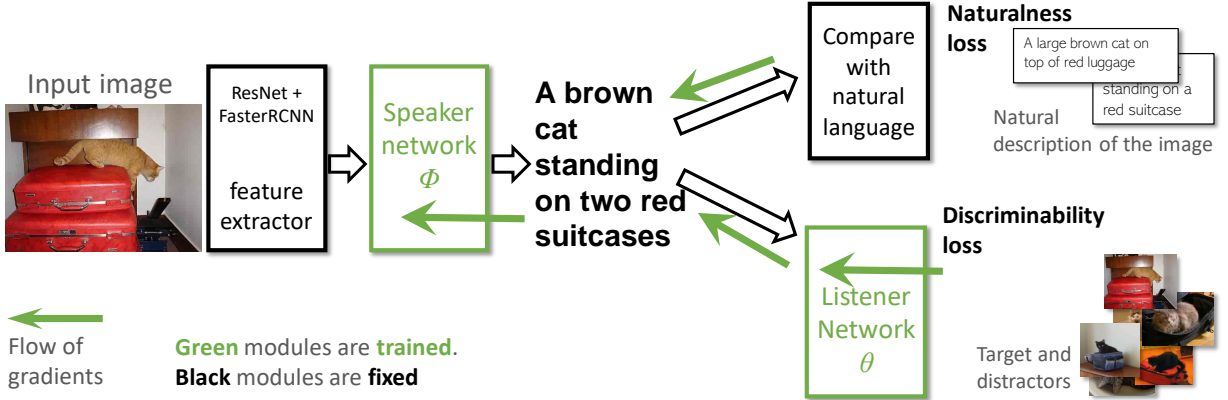 Input image
ResNet +
FasterRCNN
feature
extractor
Speaker
network
Φ
A brown
cat
standing
on two red
suitcases
Compare
with
natural
language
Naturalness
loss
A large brown cat on
top of red luggage
standing on a
red suitcase
Natural
description of the image
Discriminability
loss
Listener
Network
θ
Target and
distractors
Flow of
gradients
Green modules are trained.
Black modules are fixed